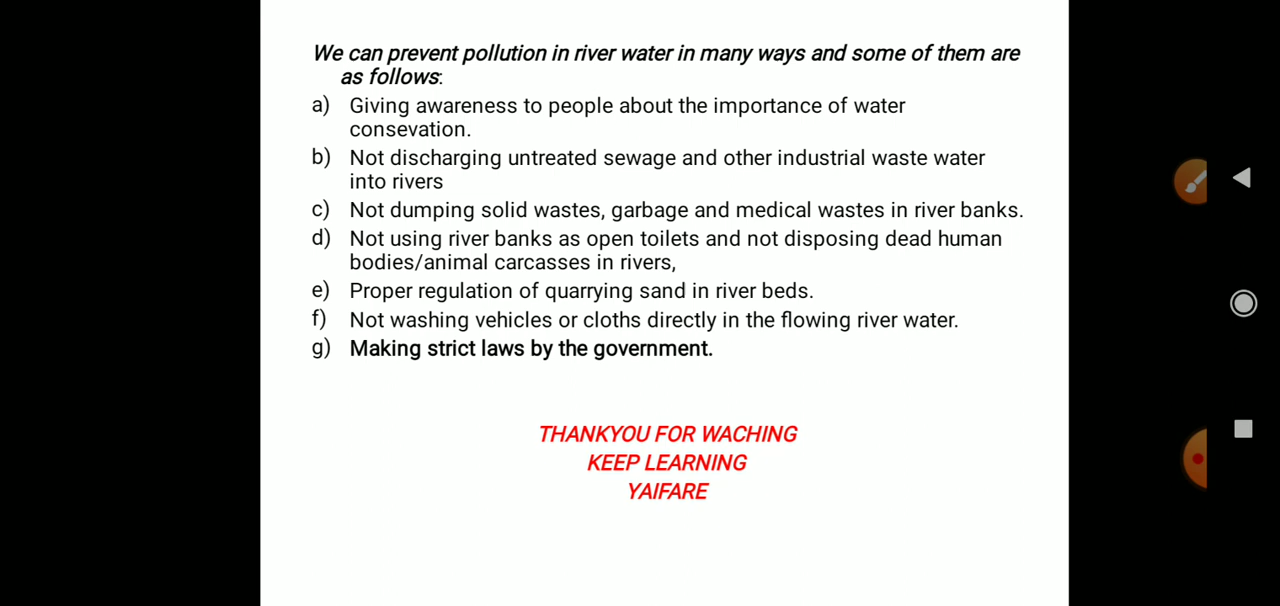 We can prevent pollution in river water in many ways and some of them are
as follows:
a) Giving awareness to people about the importance of water
consevation.
b) Not discharging untreated sewage and other industrial waste water
into rivers
c) Not dumping solid wastes, garbage and medical wastes in river banks.
d) Not using river banks as open toilets and not disposing dead human
bodies/animal carcasses in rivers,
e) Proper regulation of quarrying sand in river beds.
f) Not washing vehicles or cloths directly in the flowing river water.
g) Making strict laws by the government.
THANKYOU FOR WACHING
KEEP LEARNING
YAIFARE